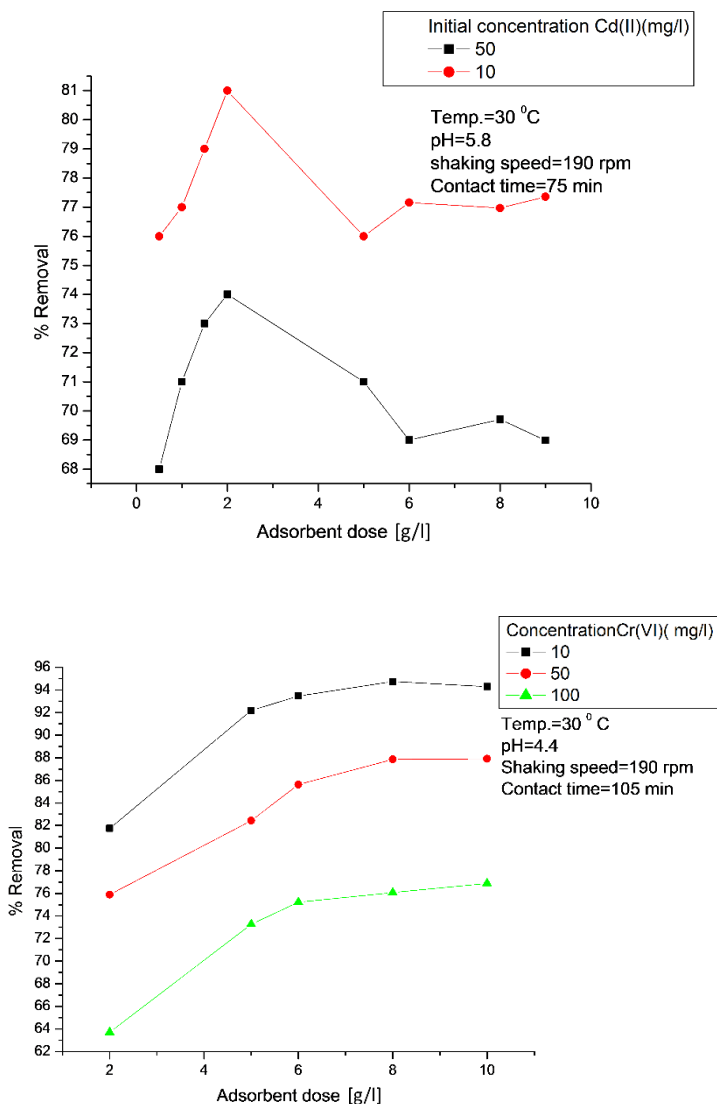 Initial concentration Cd(II)(mg/l)
50
10
Temp.=30 ⁰C
pH=5.8
shaking speed=190 rpm
Contact time=75 min
81
80
79
78
77
76
75
74
73
72
71
70
69
68
% Removal
0 2 4 6 8 10
Adsorbent dose [g/l]
ConcentrationCr(VI)( mg/l)
10
50
100
Temp.=30 ⁰ C
pH=4.4
Shaking speed=190 rpm
Contact time=105 min
96
94
92
90
88
86
84
82
80
78
76
74
72
70
68
66
64
62
% Removal
2 4 6 8 10
Adsorbent dose [g/l]